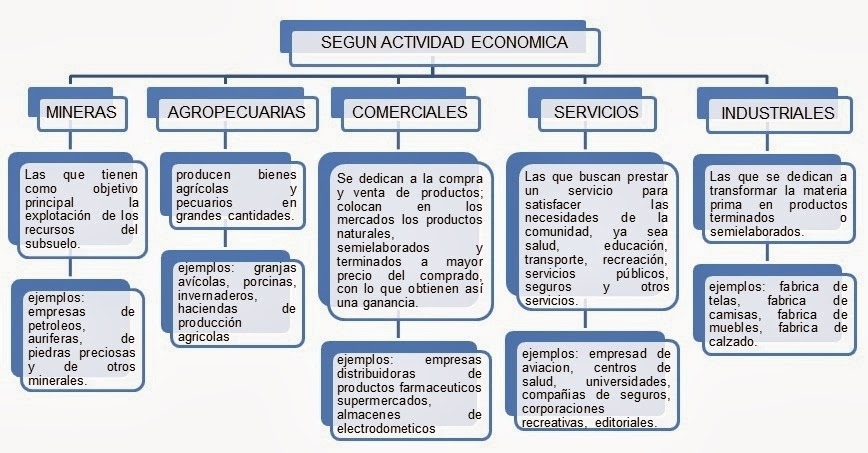 SEGUN ACTIVIDAD ECONOMICA
MINERAS
Las que tienen
como objetivo
principal la
explotación de los
recursos del
subsuelo.
ejemplos:
empresas de
petroleos,
auriferas, de
piedras preciosas
y de otros
minerales.
AGROPECUARIAS
producen bienes
agrícolas y
pecuarios en
grandes cantidades.
ejemplos: granjas
avícolas, porcinas,
invernaderos,
haciendas de
producción
agricolas
COMERCIALES
Se dedican a la compra
y venta de productos;
colocan en los
mercados los productos
naturales,
semielaborados y
terminados a mayor
precio del comprado,
con lo que obtienen así
una ganancia.
ejemplos: empresas
distribuidoras de
productos farmaceuticos
supermercados,
almacenes de
electrodometicos
SERVICIOS
Las que buscan prestar
un servicio para
satisfacer las
necesidades de la
comunidad, ya sea
salud, educación,
transporte, recreación,
servicios públicos,
seguros y otros
servicios.
ejemplos: empresad de
aviacion, centros de
salud, universidades,
compañias de seguros,
corporaciones
recreativas, editoriales.
INDUSTRIALES
Las que se dedican a
transformar la materia
prima en productos
terminados o
semielaborados.
ejemplos: fabrica de
telas, fabrica de
camisas, fabrica de
muebles, fabrica de
calzado.